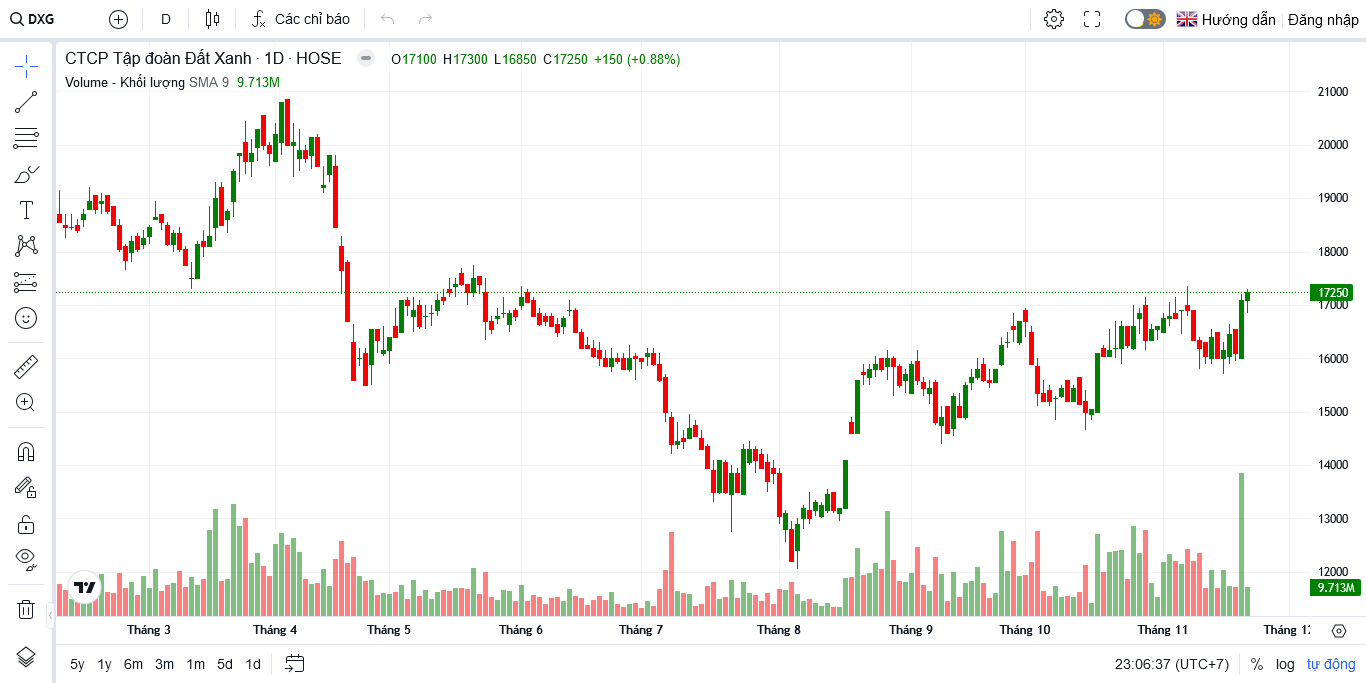 DXG D Các chỉ báo Hướng dẫn Đăng nhập
CTCP Tập đoàn Đất Xanh · 1D · HOSE O17100 H17300 L16850 C17250 +150 (+0.88%)
Volume - Khối lượng SMA 9 9.713M
21000
20000
19000
18000
17250
17000
16000
15000
14000
13000
12000
9.713M
Tháng 3 Tháng 4 Tháng 5 Tháng 6 Tháng 7 Tháng 8 Tháng 9 Tháng 10 Tháng 11 Tháng 12
5y 1y 6m 3m 1m 5d 1d 23:06:37 (UTC+7) % log tự động